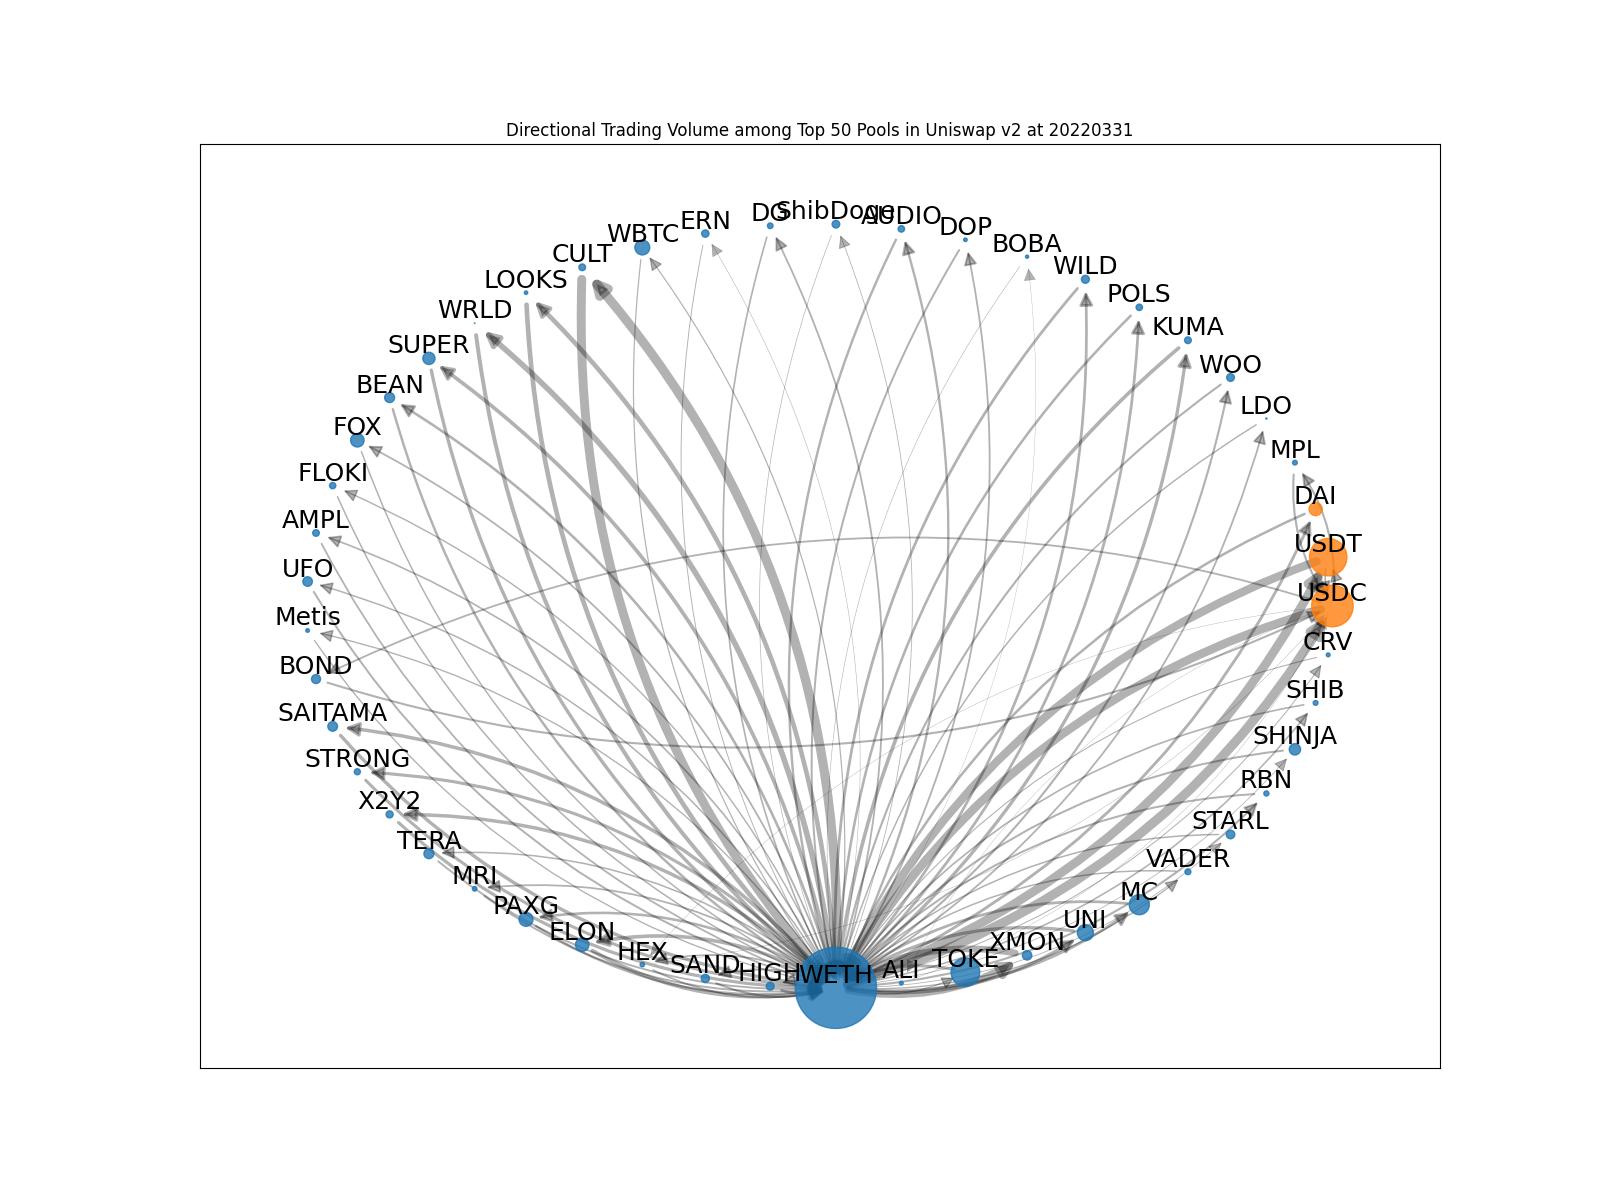 Directional Trading Volume among Top 50 Pools in Uniswap v2 at 20220331
DG
ShibDoge
AUDIO
DOP
ERN
WBTC
BOBA
CULT
WILD
LOOKS
POLS
WRLD
KUMA
SUPER
WOO
BEAN
LDO
FOX
MPL
FLOKI
DAI
AMPL
USDT
UFO
USDC
Metis
CRV
BOND
SHIB
SAITAMA
SHINJA
STRONG
RBN
X2Y2
STARL
TERA
VADER
MRI
MC
PAXG
UNI
ELON
XMON
HEX
TOKE
SAND
ALI
HIGH
WETH